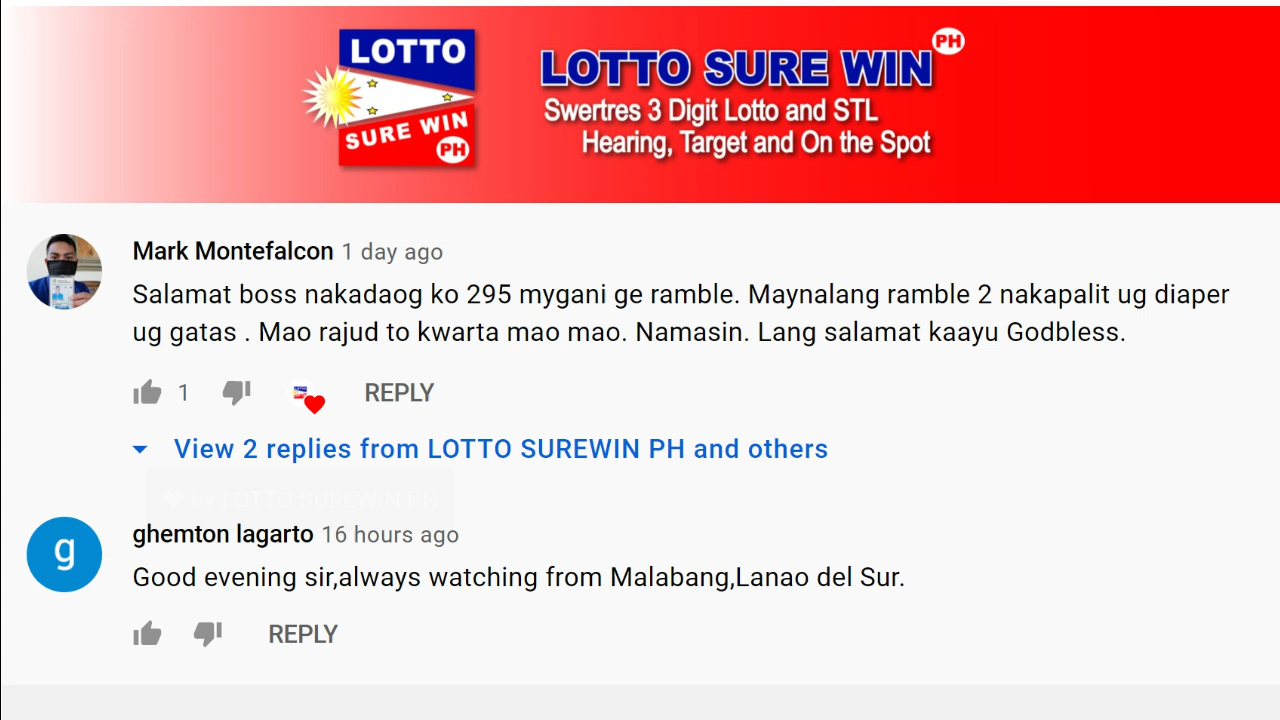 LOTTO
SURE WIN
PH
LOTTO SURE WIN PH
Swertres 3 Digit Lotto and STL
Hearing, Target and On the Spot
Mark Montefalcon 1 day ago
Salamat boss nakadaog ko 295 mygani ge ramble. Maynalang ramble 2 nakapalit ug diaper
ug gatas . Mao rajud to kwarta mao mao. Namasin. Lang salamat kaayu Godbless.
1 REPLY
View 2 replies from LOTTO SUREWIN PH and others
❤ by LOTTO SUREWIN PH
g
ghemton lagarto 16 hours ago
Good evening sir,always watching from Malabang,Lanao del Sur.
REPLY